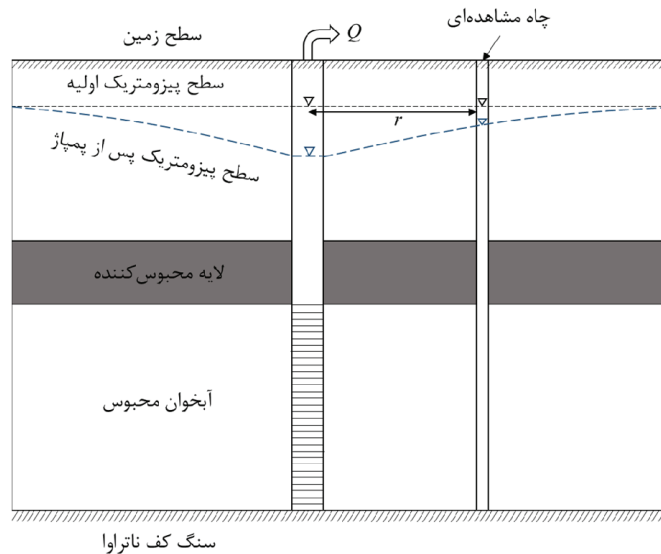 چاه مشاهده‌ای
Q
سطح زمین
سطح پیزومتریک اولیه
r
سطح پیزومتریک پس از پمپاژ
لایه محبوس‌کننده
آبخوان محبوس
سنگ کف ناتراوا